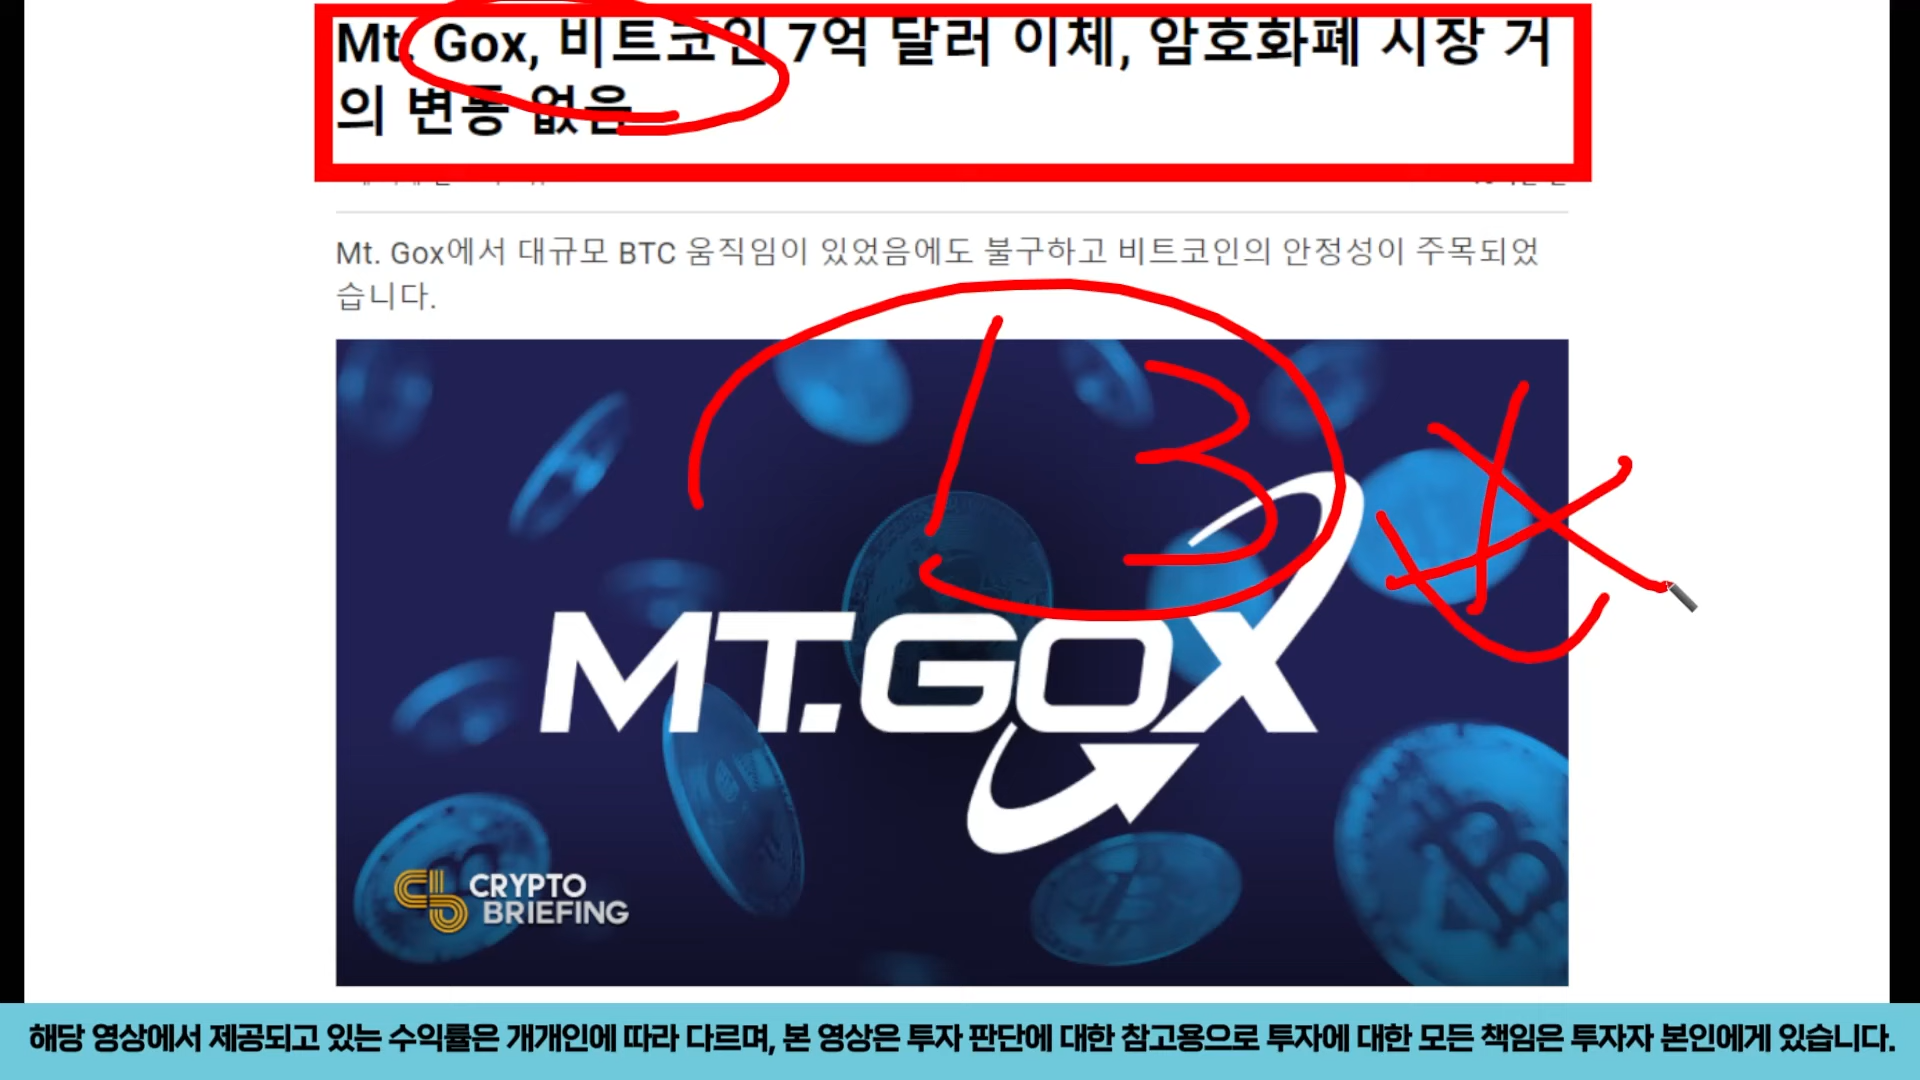 Mt. Gox, 비트코인 7억 달러 이체, 암호화폐 시장 거
의 변동 없음
Mt. Gox에서 대규모 BTC 움직임이 있었음에도 불구하고 비트코인의 안정성이 주목되었
습니다.
13
MT.GOX
CRYPTO
BRIEFING
해당 영상에서 제공되고 있는 수익률은 개개인에 따라 다르며, 본 영상은 투자 판단에 대한 참고용으로 투자에 대한 모든 책임은 투자자 본인에게 있습니다.